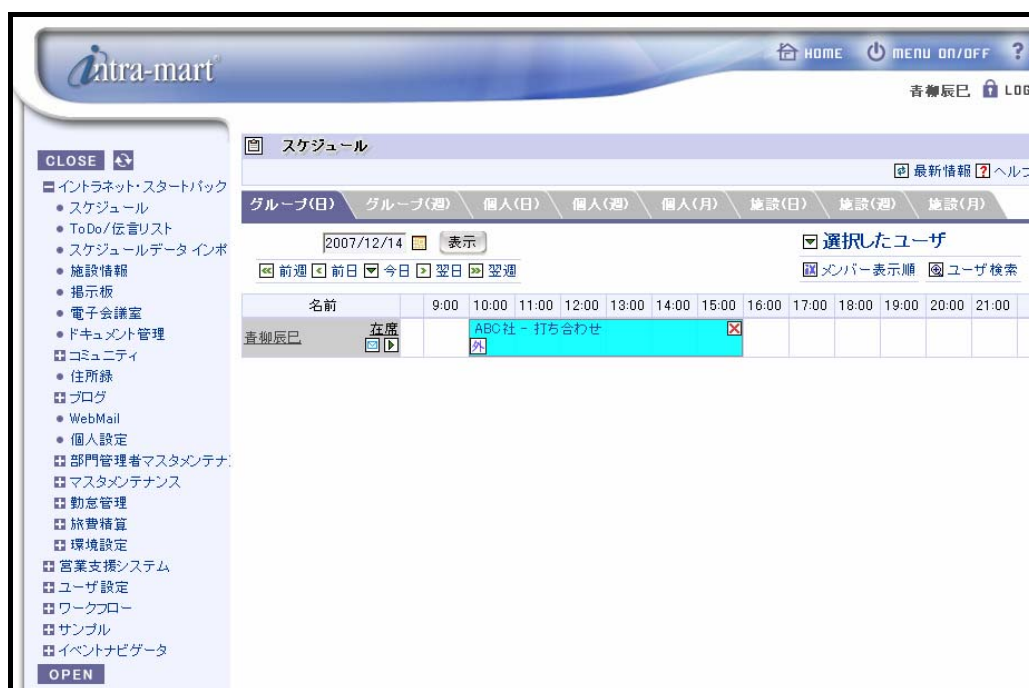 intra-mart
HOME MENU ON/OFF ?
青柳辰巳 LOG
CLOSE
イントラネット・スタートパック
スケジュール
ToDo/伝言リスト
スケジュールデータ インポ
施設情報
掲示板
電子会議室
ドキュメント管理
コミュニティ
住所録
ブログ
WebMail
個人設定
部門管理者マスタメンテナン
マスタメンテナンス
勤怠管理
旅費精算
環境設定
営業支援システム
ユーザ設定
ワークフロー
サンプル
イベントナビゲータ
OPEN
スケジュール
最新情報 ?ヘルプ
グループ(日) グループ(週) 個人(日) 個人(週) 個人(月) 施設(日) 施設(週) 施設(月)
2007/12/14 表示 選択したユーザ
前週 前日 今日 翌日 翌週 メンバー表示順 ユーザ検索
名前 9:00 10:00 11:00 12:00 13:00 14:00 15:00 16:00 17:00 18:00 19:00 20:00 21:00
青柳辰巳 在席 ABC社 - 打ち合わせ
外